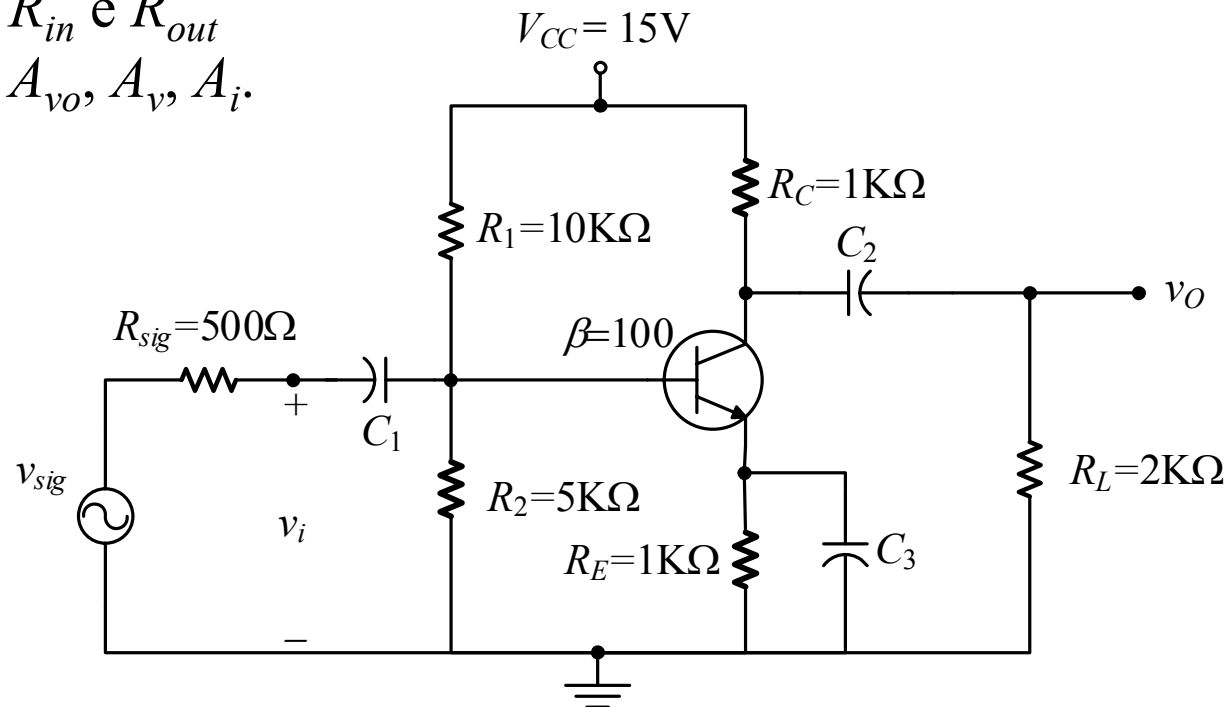 R_in e R_out
A_vo, A_v, A_i.
V_CC = 15V
R_C=1KΩ
R_1=10KΩ
C_2
v_O
R_sig=500Ω
β=100
+
C_1
v_sig
R_2=5KΩ
R_L=2KΩ
v_i
R_E=1KΩ
C_3
−